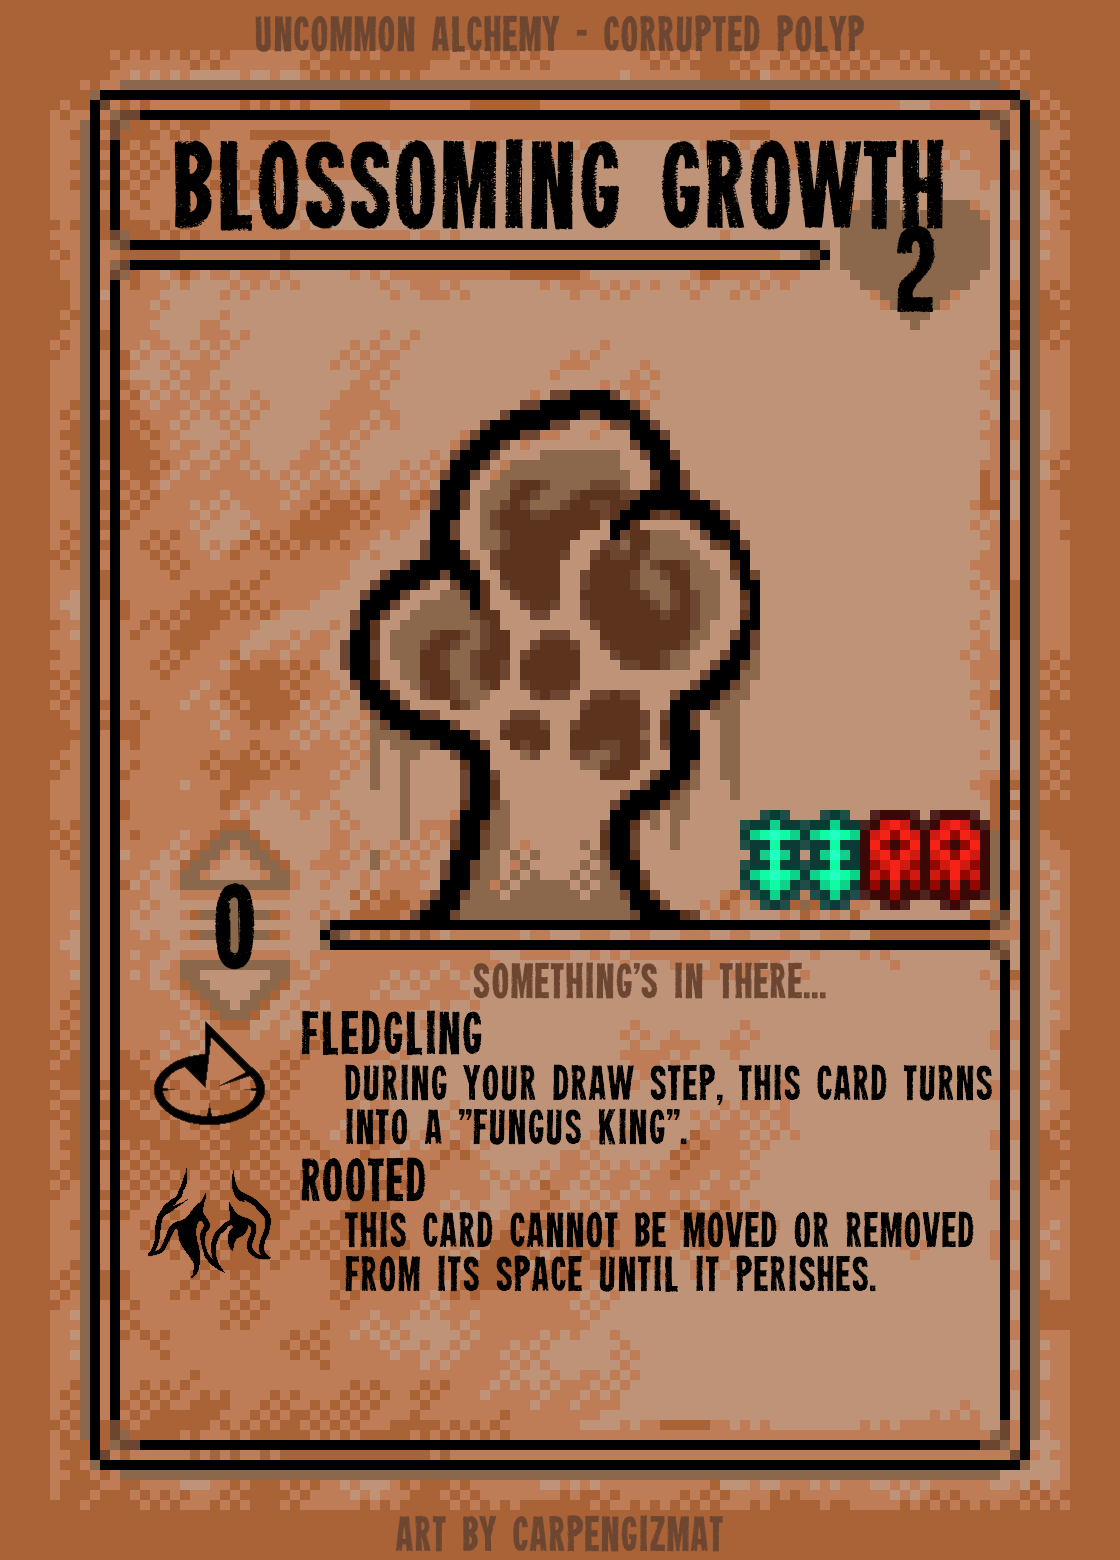 UNCOMMON ALCHEMY - CORRUPTED POLYP
BLOSSOMING GROWTH
2
0
SOMETHING'S IN THERE...
FLEDGLING
DURING YOUR DRAW STEP, THIS CARD TURNS
INTO A "FUNGUS KING".
ROOTED
THIS CARD CANNOT BE MOVED OR REMOVED
FROM ITS SPACE UNTIL IT PERISHES.
ART BY CARPENGIZMAT